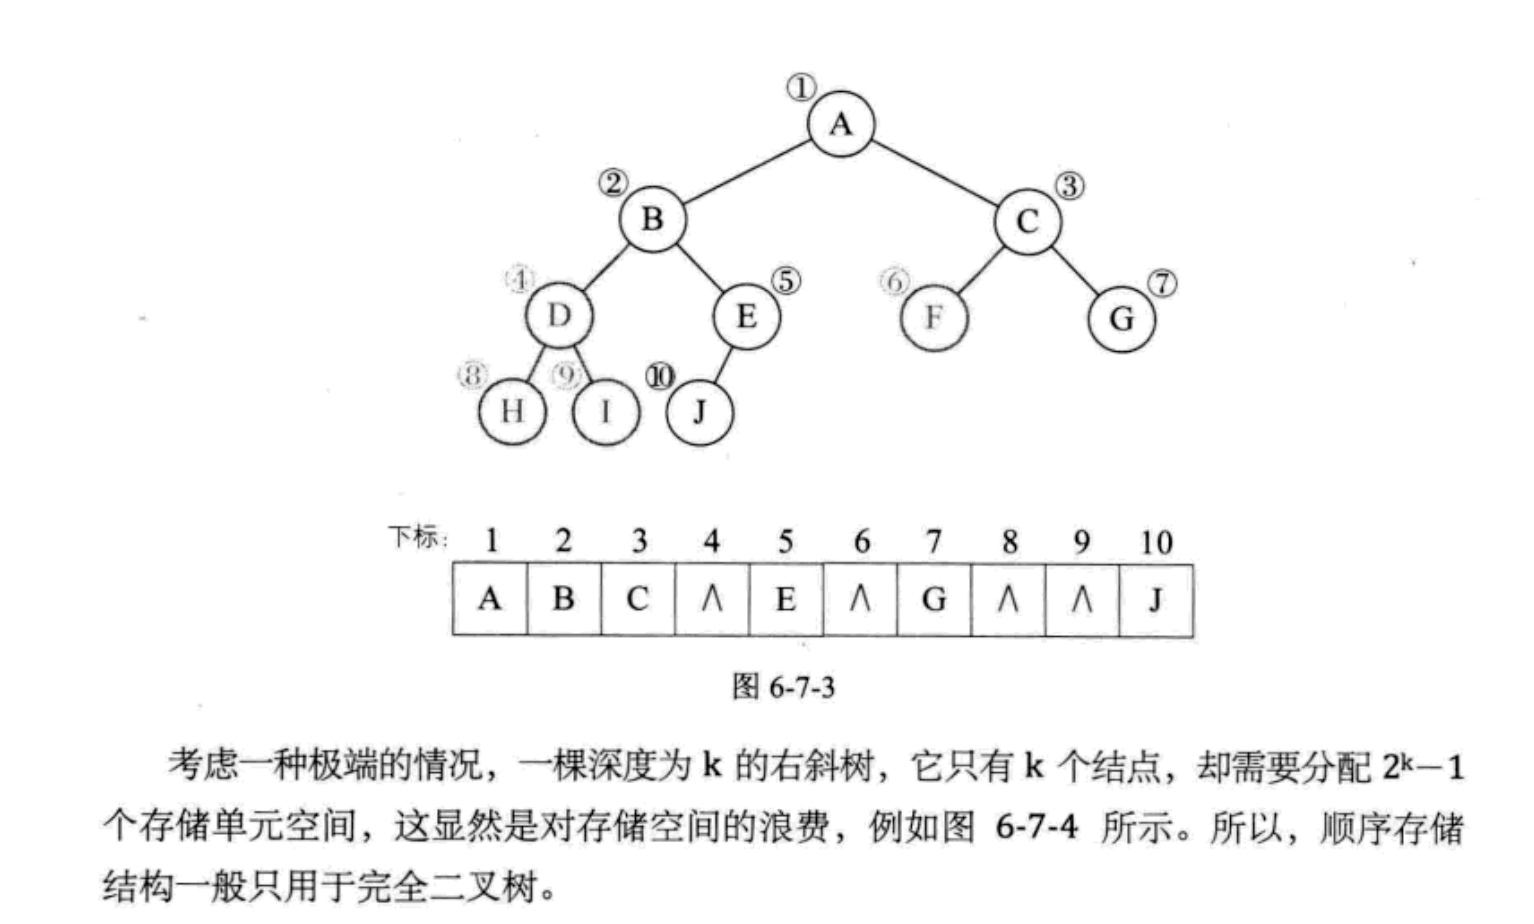 ①
A
②
B
③
C
④
D
⑤
E
⑥
F
⑦
G
⑧
H
⑨
I
⑩
J
下标: 1 2 3 4 5 6 7 8 9 10
A B C ∧ E ∧ G ∧ ∧ J
图 6-7-3
考虑一种极端的情况，一棵深度为 k 的右斜树，它只有 k 个结点，却需要分配 2ᵏ−1
个存储单元空间，这显然是对存储空间的浪费，例如图 6-7-4 所示。所以，顺序存储
结构一般只用于完全二叉树。